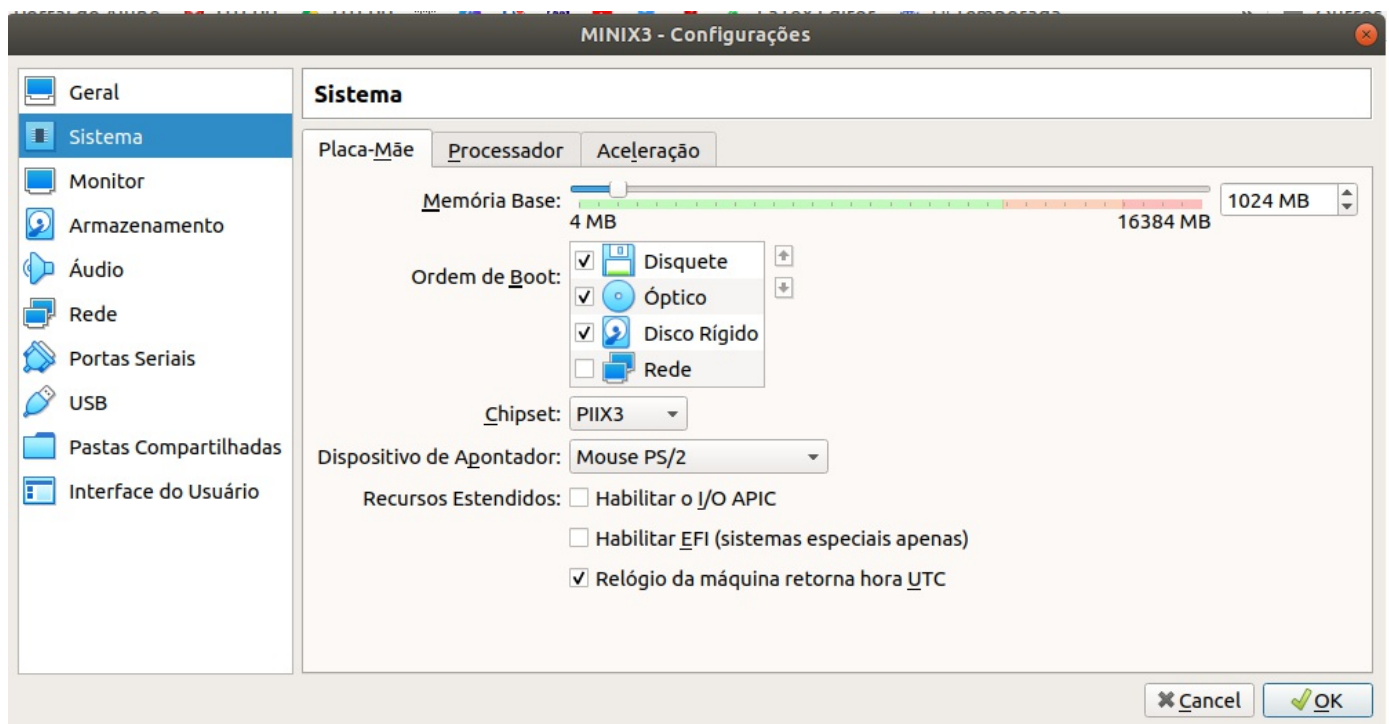 MINIX3 - Configurações
Geral
Sistema
Monitor
Armazenamento
Áudio
Rede
Portas Seriais
USB
Pastas Compartilhadas
Interface do Usuário
Sistema
Placa-Mãe Processador Aceleração
Memória Base: 1024 MB
4 MB 16384 MB
Ordem de Boot:
Disquete
Óptico
Disco Rígido
Rede
Chipset: PIIX3
Dispositivo de Apontador: Mouse PS/2
Recursos Estendidos: Habilitar o I/O APIC
Habilitar EFI (sistemas especiais apenas)
Relógio da máquina retorna hora UTC
Cancel OK